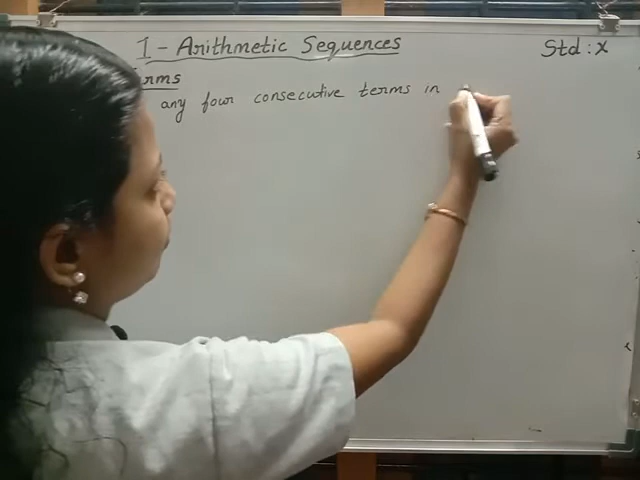 1 - Arithmetic Sequences
Std : X
rms
any four consecutive terms in